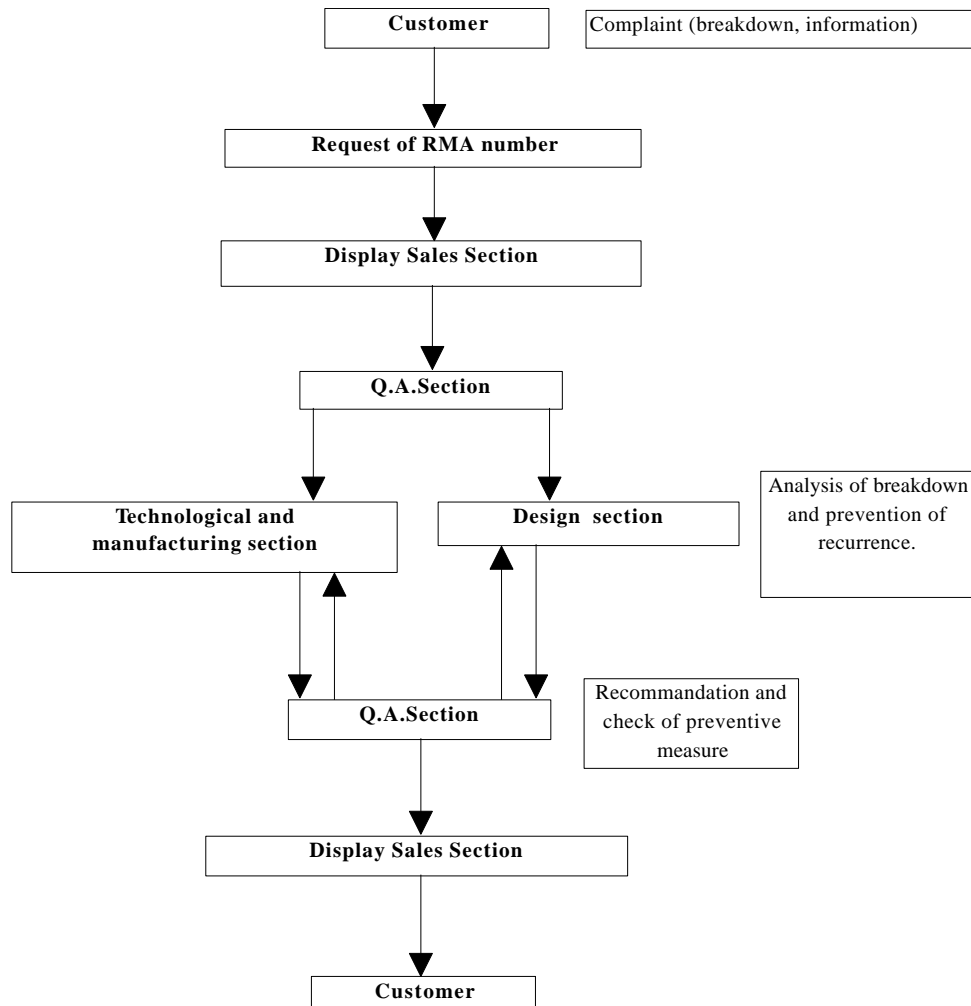 Customer
Complaint (breakdown, information)
Request of RMA number
Display Sales Section
Q.A.Section
Technological and
manufacturing section
Design section
Analysis of breakdown
and prevention of
recurrence.
Q.A.Section
Recommandation and
check of preventive
measure
Display Sales Section
Customer